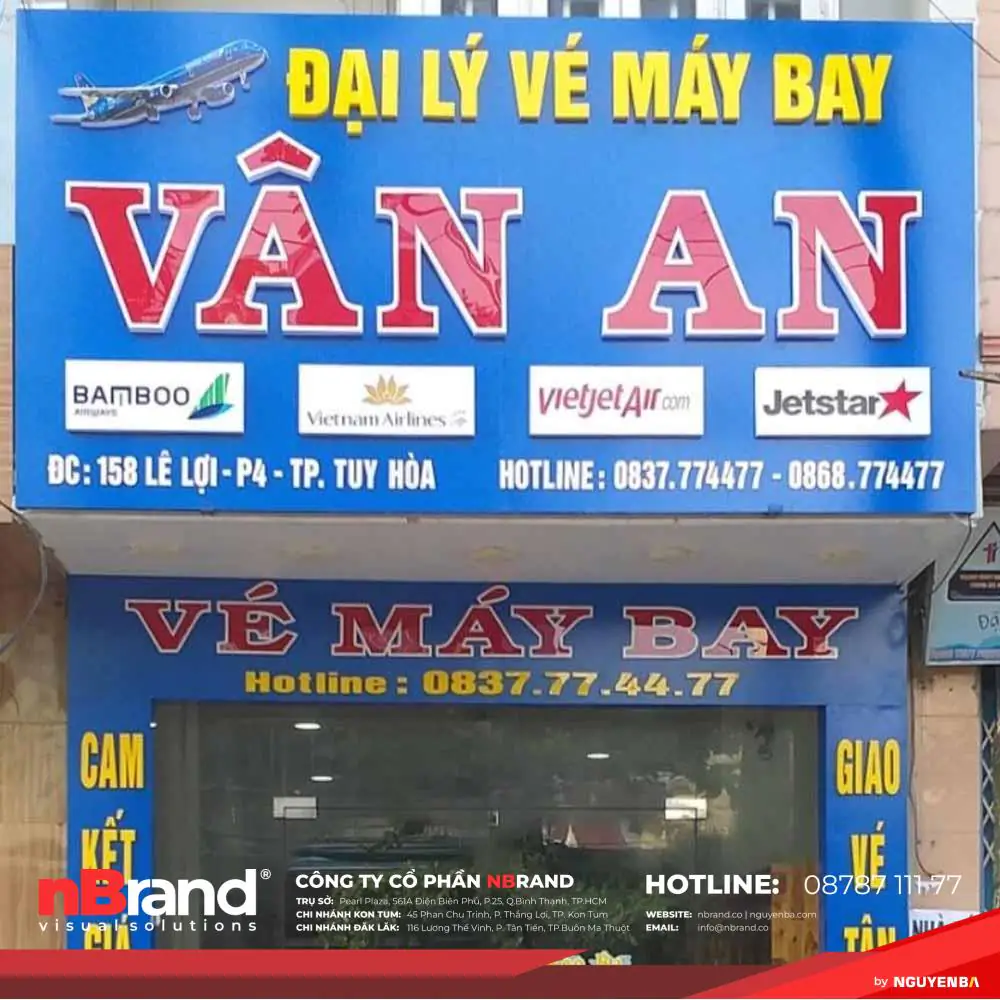 ĐẠI LÝ VÉ MÁY BAY
VÂN AN
BAMBOO
AIRWAYS
Vietnam Airlines
vietjetAir.com
Jetstar
ĐC: 158 LÊ LỢI - P4 - TP. TUY HÒA
HOTLINE: 0837.774477 - 0868.774477
VÉ MÁY BAY
Hotline: 0837.77.44.77
CAM
KẾT
GIÁ
GIAO
VÉ
TẬN
NHÀ
nBrand®
visual solutions
CÔNG TY CỔ PHẦN NBRAND
TRỤ SỞ: Pearl Plaza, 561A Điện Biên Phủ, P.25, Q.Bình Thạnh, TP.HCM
CHI NHÁNH KON TUM: 45 Phan Chu Trinh, P. Thắng Lợi, TP. Kon Tum
CHI NHÁNH ĐĂK LĂK: 116 Lương Thế Vinh, P. Tân Tiến, TP.Buôn Ma Thuột
HOTLINE: 08787 111 77
WEBSITE: nbrand.co | nguyenba.com
EMAIL: info@nbrand.co
by NGUYENBA